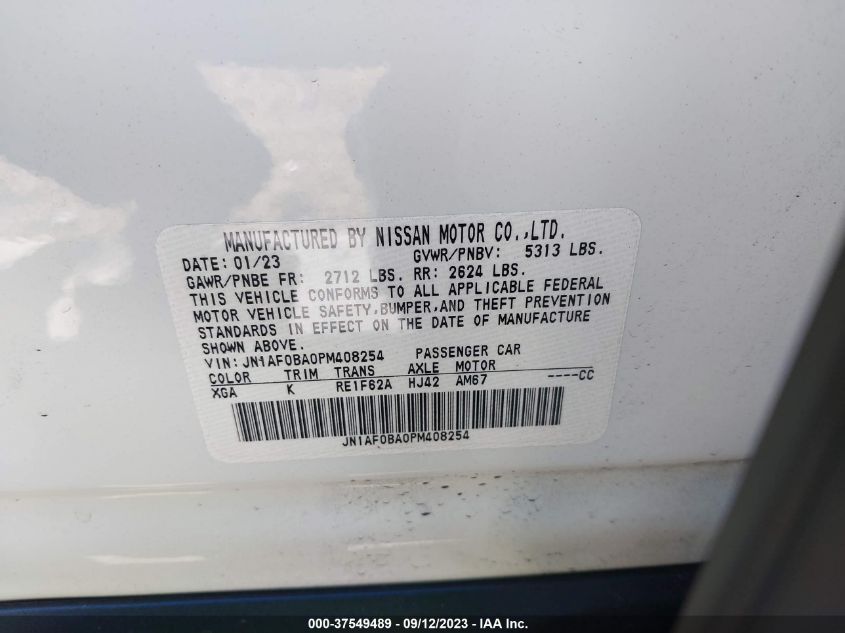 MANUFACTURED BY NISSAN MOTOR CO.,LTD.
DATE: 01/23 GVWR/PNBV: 5313 LBS.
GAWR/PNBE FR: 2712 LBS. RR: 2624 LBS.
THIS VEHICLE CONFORMS TO ALL APPLICABLE FEDERAL
MOTOR VEHICLE SAFETY,BUMPER,AND THEFT PREVENTION
STANDARDS IN EFFECT ON THE DATE OF MANUFACTURE
SHOWN ABOVE.
VIN: JN1AF0BA0PM408254 PASSENGER CAR
COLOR TRIM TRANS AXLE MOTOR
XGA K RE1F62A HJ42 AM67 ----CC
JN1AF0BA0PM408254
000-37549489 - 09/12/2023 - IAA Inc.